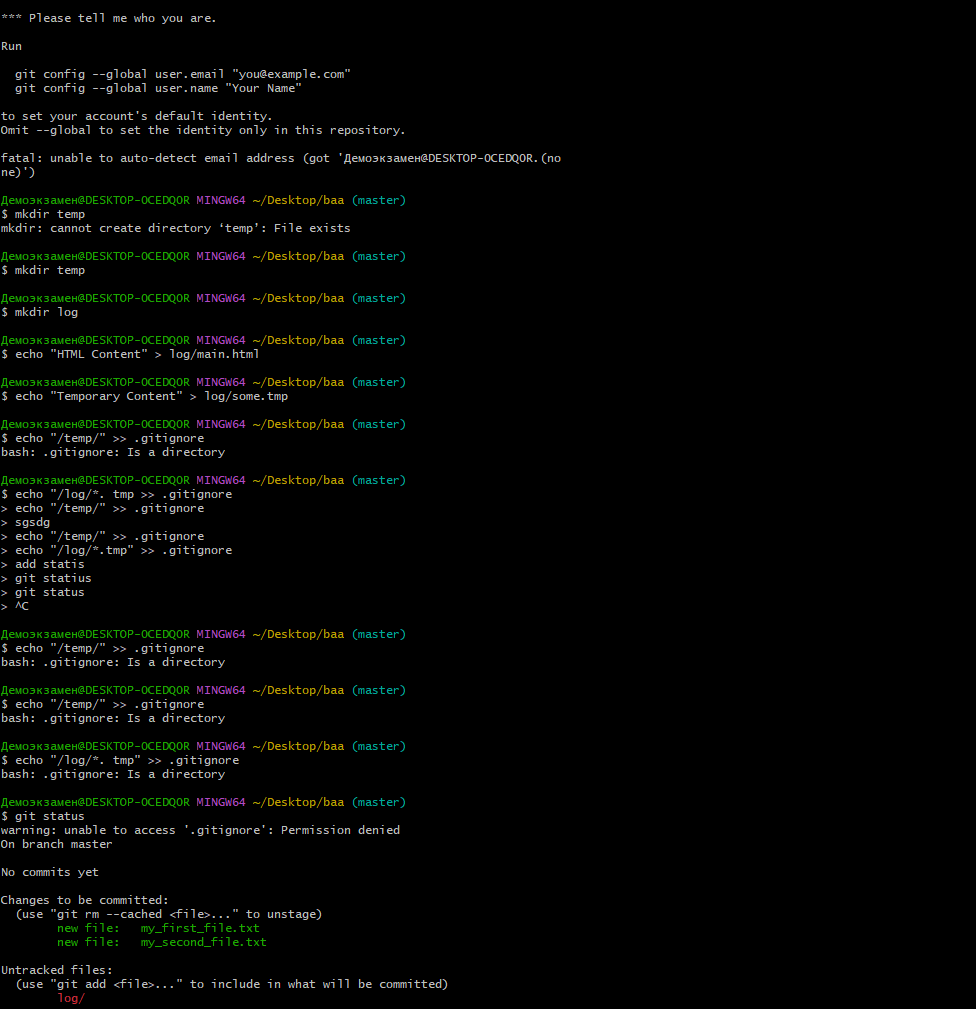 *** Please tell me who you are.
Run
git config --global user.email "you@example.com"
git config --global user.name "Your Name"
to set your account's default identity.
Omit --global to set the identity only in this repository.
fatal: unable to auto-detect email address (got 'Демоэкзамен@DESKTOP-OCEDQOR.(no
ne)')
Демоэкзамен@DESKTOP-OCEDQOR MINGW64 ~/Desktop/baa (master)
$ mkdir temp
mkdir: cannot create directory ‘temp’: File exists
Демоэкзамен@DESKTOP-OCEDQOR MINGW64 ~/Desktop/baa (master)
$ mkdir temp
Демоэкзамен@DESKTOP-OCEDQOR MINGW64 ~/Desktop/baa (master)
$ mkdir log
Демоэкзамен@DESKTOP-OCEDQOR MINGW64 ~/Desktop/baa (master)
$ echo "HTML Content" > log/main.html
Демоэкзамен@DESKTOP-OCEDQOR MINGW64 ~/Desktop/baa (master)
$ echo "Temporary Content" > log/some.tmp
Демоэкзамен@DESKTOP-OCEDQOR MINGW64 ~/Desktop/baa (master)
$ echo "/temp/" >> .gitignore
bash: .gitignore: Is a directory
Демоэкзамен@DESKTOP-OCEDQOR MINGW64 ~/Desktop/baa (master)
$ echo "/log/*. tmp >> .gitignore
> echo "/temp/" >> .gitignore
> sgsdg
> echo "/temp/" >> .gitignore
> echo "/log/*.tmp" >> .gitignore
> add statis
> git statius
> git status
> ^C
Демоэкзамен@DESKTOP-OCEDQOR MINGW64 ~/Desktop/baa (master)
$ echo "/temp/" >> .gitignore
bash: .gitignore: Is a directory
Демоэкзамен@DESKTOP-OCEDQOR MINGW64 ~/Desktop/baa (master)
$ echo "/temp/" >> .gitignore
bash: .gitignore: Is a directory
Демоэкзамен@DESKTOP-OCEDQOR MINGW64 ~/Desktop/baa (master)
$ echo "/log/*. tmp" >> .gitignore
bash: .gitignore: Is a directory
Демоэкзамен@DESKTOP-OCEDQOR MINGW64 ~/Desktop/baa (master)
$ git status
warning: unable to access '.gitignore': Permission denied
On branch master
No commits yet
Changes to be committed:
(use "git rm --cached <file>..." to unstage)
new file:   my_first_file.txt
new file:   my_second_file.txt
Untracked files:
(use "git add <file>..." to include in what will be committed)
log/